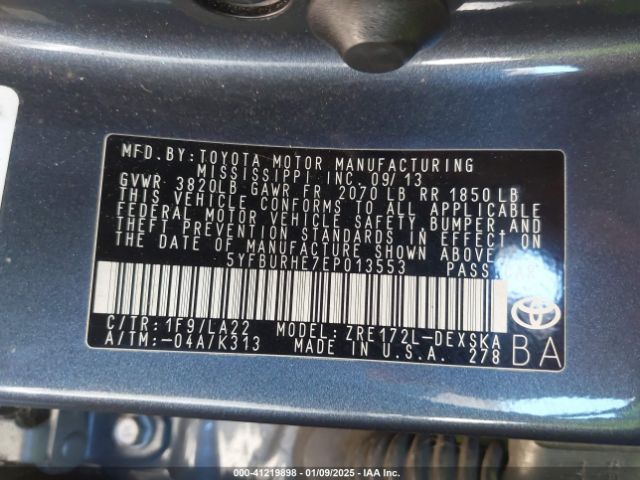 MFD.BY:TOYOTA MOTOR MANUFACTURING
MISSISSIPPI INC. 09/13
GVWR 3820LB GAWR FR 2070 LB RR 1850 LB
THIS VEHICLE CONFORMS TO ALL APPLICABLE
FEDERAL MOTOR VEHICLE SAFETY, BUMPER AND
THEFT PREVENTION STANDARDS IN EFFECT ON
THE DATE OF MANUFACTURE SHOWN ABOVE.
5YFBURHE7EP013553 PASS CAR
C/TR: 1F9/LA22 MODEL: ZRE172L-DEXSKA
A/TM:-04A/K313 MADE IN U.S.A. 278
BA
000-41219898 | 01/09/2025 | IAA Inc.